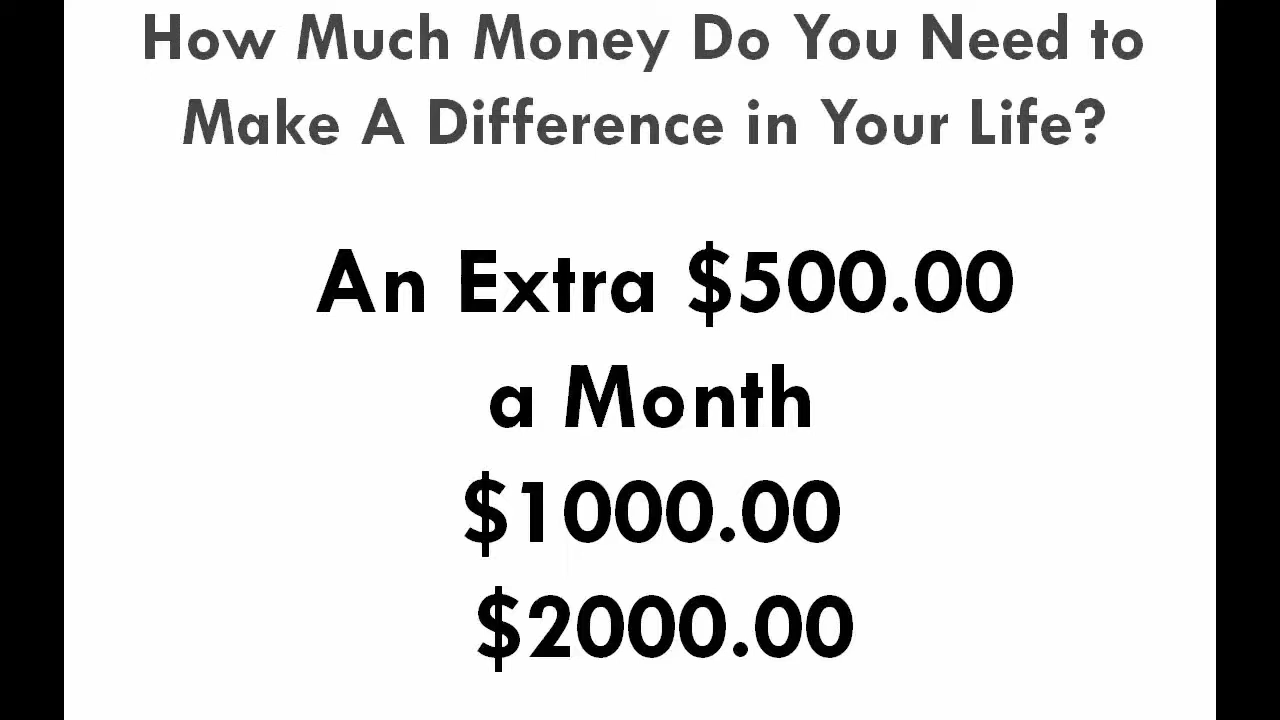 How Much Money Do You Need to
Make A Difference in Your Life?
An Extra $500.00
a Month
$1000.00
$2000.00